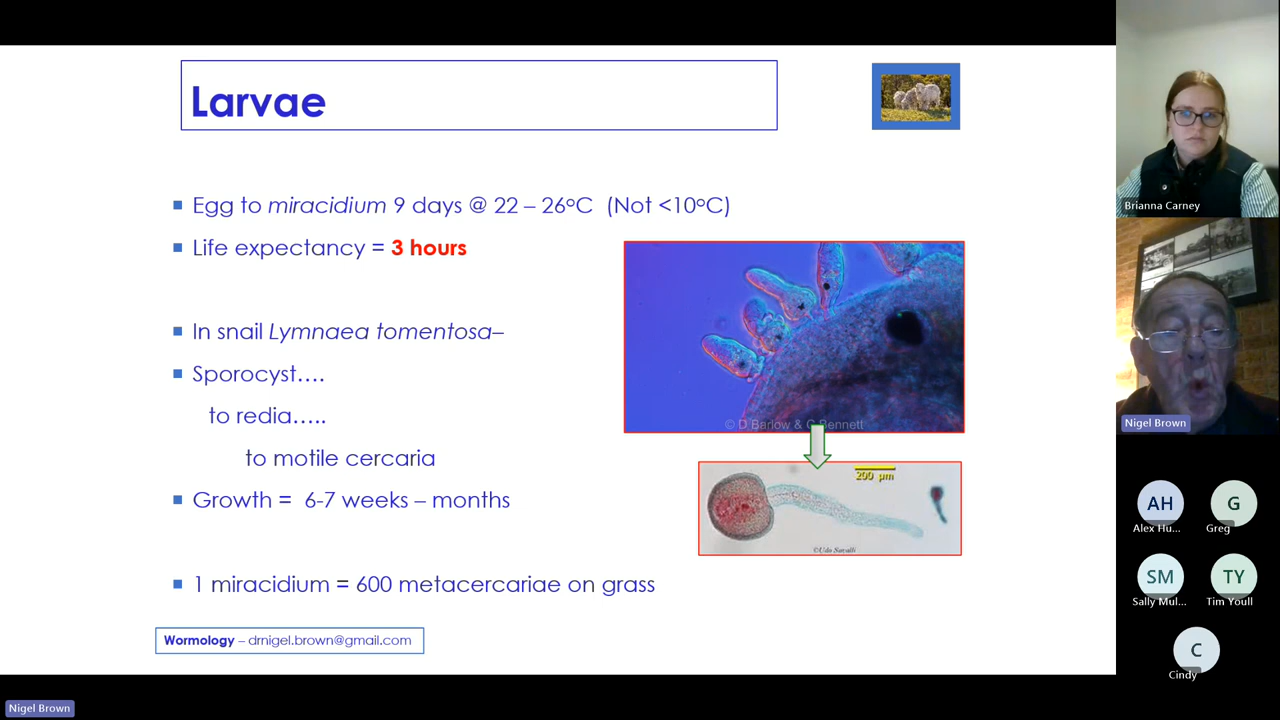 Larvae
Egg to miracidium 9 days @ 22 – 26ºC (Not <10ºC)
Life expectancy = 3 hours
In snail Lymnaea tomentosa–
Sporocyst….
to redia…..
to motile cercaria
Growth = 6-7 weeks – months
1 miracidium = 600 metacercariae on grass
© D Barlow & C Bennett
200 µm
©Udo Savalli
Wormology – drnigel.brown@gmail.com
Nigel Brown
Brianna Carney
Nigel Brown
AH
Alex Hu...
G
Greg
SM
Sally Mul...
TY
Tim Youll
C
Cindy